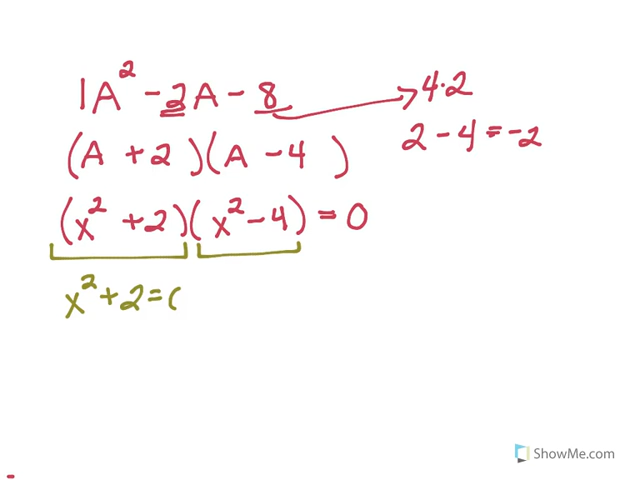 1A² - 2A - 8 → 4·2
2 - 4 = -2
(A + 2)(A - 4)
(x² + 2)(x² - 4) = 0
x² + 2 = (
ShowMe.com